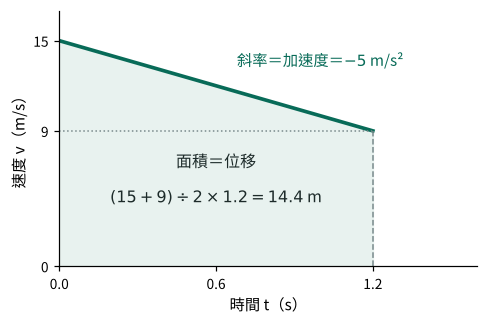 15
斜率＝加速度＝−5 m/s²
9
面積＝位移
(15 + 9) ÷ 2 × 1.2 = 14.4 m
0
0.0
0.6
1.2
速度 v（m/s）
時間 t（s）